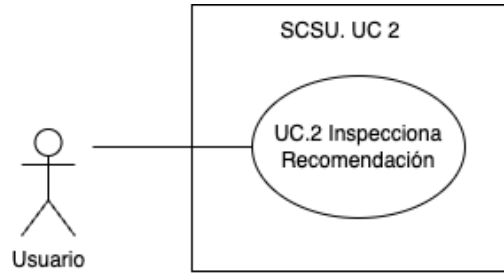 SCSU. UC 2
UC.2 Inspecciona
Recomendación
Usuario